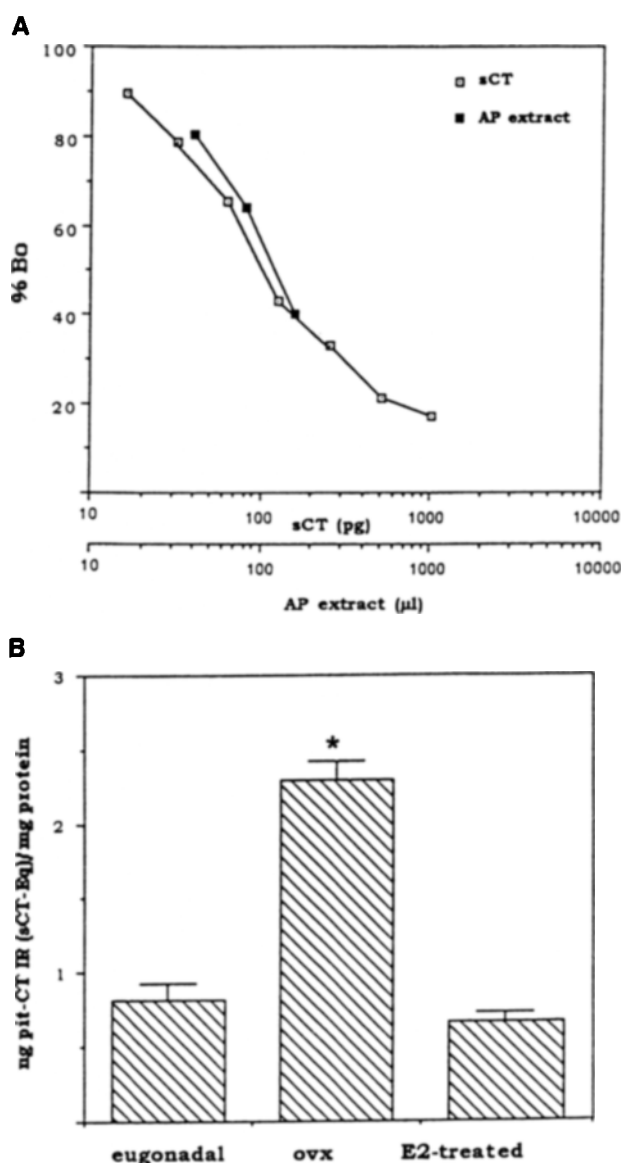 A
100
80
60
40
20
% Bo
sCT
AP extract
10 100 1000 10000
sCT (pg)
10 100 1000 10000
AP extract (µl)
B
3
2
1
ng pit-CT IR (sCT-Eq)/mg protein
*
eugonadal ovx E2-treated